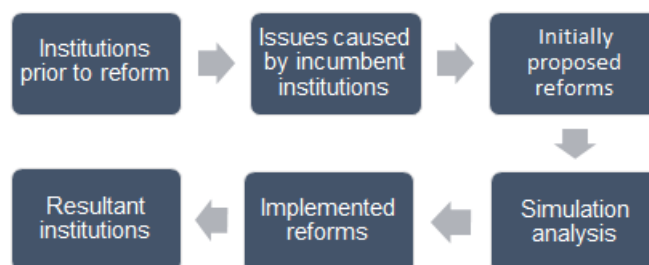 Institutions
prior to reform
Issues caused
by incumbent
institutions
Initially
proposed
reforms
Simulation
analysis
Implemented
reforms
Resultant
institutions